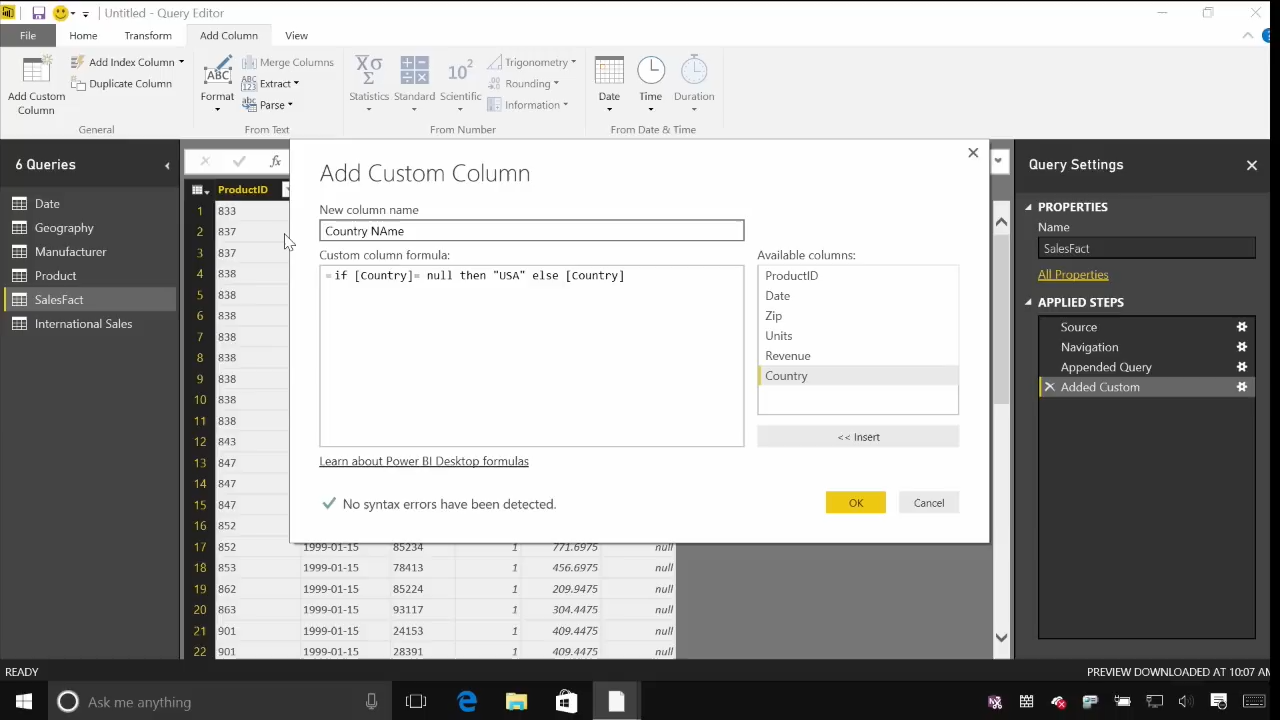 Untitled - Query Editor
File Home Transform Add Column View
Add Custom Column
Add Index Column
Duplicate Column
General
ABC
Format
Merge Columns
ABC 123 Extract
abc Parse
From Text
Statistics
Standard
10² Scientific
Trigonometry
Rounding
Information
From Number
Date
Time
Duration
From Date & Time
6 Queries
Date
Geography
Manufacturer
Product
SalesFact
International Sales
fx
ProductID
1 833
2 837
3 837
4 838
5 838
6 838
7 838
8 838
9 838
10 838
11 838
12 843
13 847
14 847
15 847
16 852
17 852 1999-01-15 85234 1 771.6975 null
18 853 1999-01-15 78413 1 456.6975 null
19 862 1999-01-15 85224 1 209.9475 null
20 863 1999-01-15 93117 1 304.4475 null
21 901 1999-01-15 24153 1 409.4475 null
22 901 1999-01-15 28391 1 409.4475 null
Add Custom Column
New column name
Country NAme
Custom column formula:
= if [Country]= null then "USA" else [Country]
Available columns:
ProductID
Date
Zip
Units
Revenue
Country
<< Insert
Learn about Power BI Desktop formulas
No syntax errors have been detected.
OK
Cancel
Query Settings
PROPERTIES
Name
SalesFact
All Properties
APPLIED STEPS
Source
Navigation
Appended Query
Added Custom
READY
PREVIEW DOWNLOADED AT 10:07 AM
Ask me anything